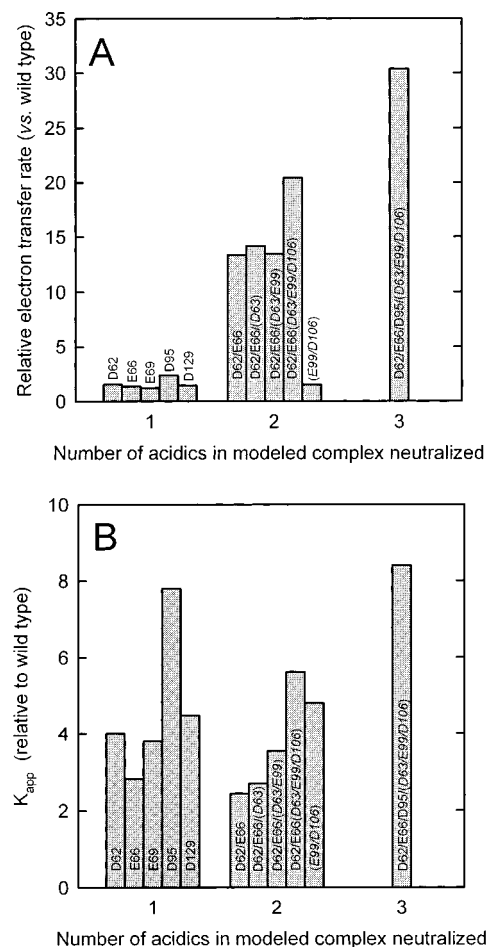 A
Relative electron transfer rate (vs. wild type)
35
30
25
20
15
10
5
0
D62
E66
E69
D95
D129
D62/E66
D62/E66/(D63)
D62/E66/(D63/E99)
D62/E66(D63/E99/D106)
(E99/D106)
D62/E66/D95/(D63/E99/D106)
1
2
3
Number of acidics in modeled complex neutralized
B
K app (relative to wild type)
10
8
6
4
2
0
D62
E66
E69
D95
D129
D62/E66
D62/E66/(D63)
D62/E66/(D63/E99)
D62/E66(D63/E99/D106)
(E99/D106)
D62/E66/D95/(D63/E99/D106)
1
2
3
Number of acidics in modeled complex neutralized